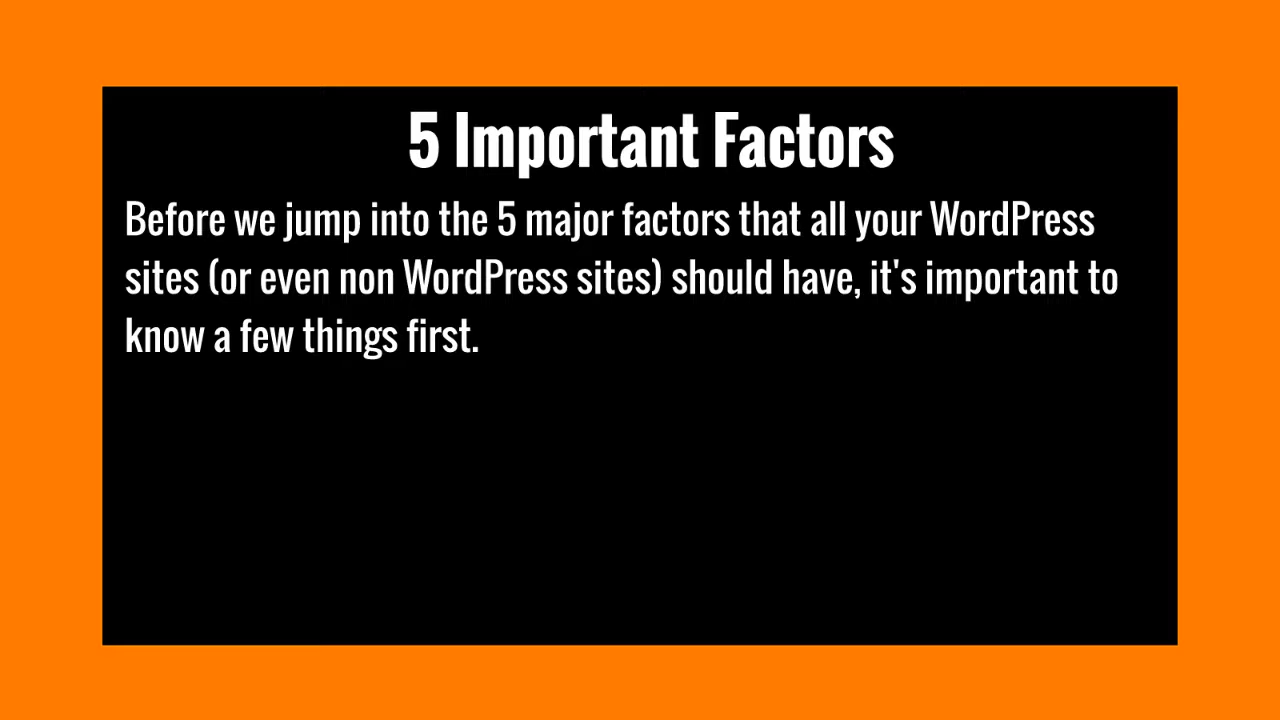 5 Important Factors
Before we jump into the 5 major factors that all your WordPress
sites (or even non WordPress sites) should have, it's important to
know a few things first.